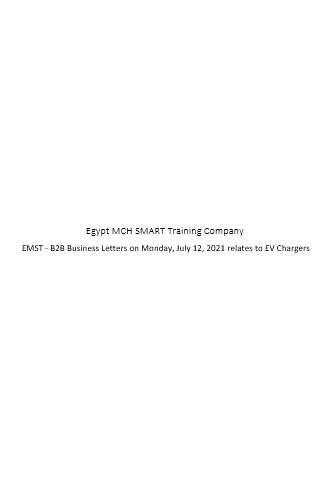 Egypt MCH SMART Training Company
EMST - B2B Business Letters on Monday, July 12, 2021 relates to EV Chargers